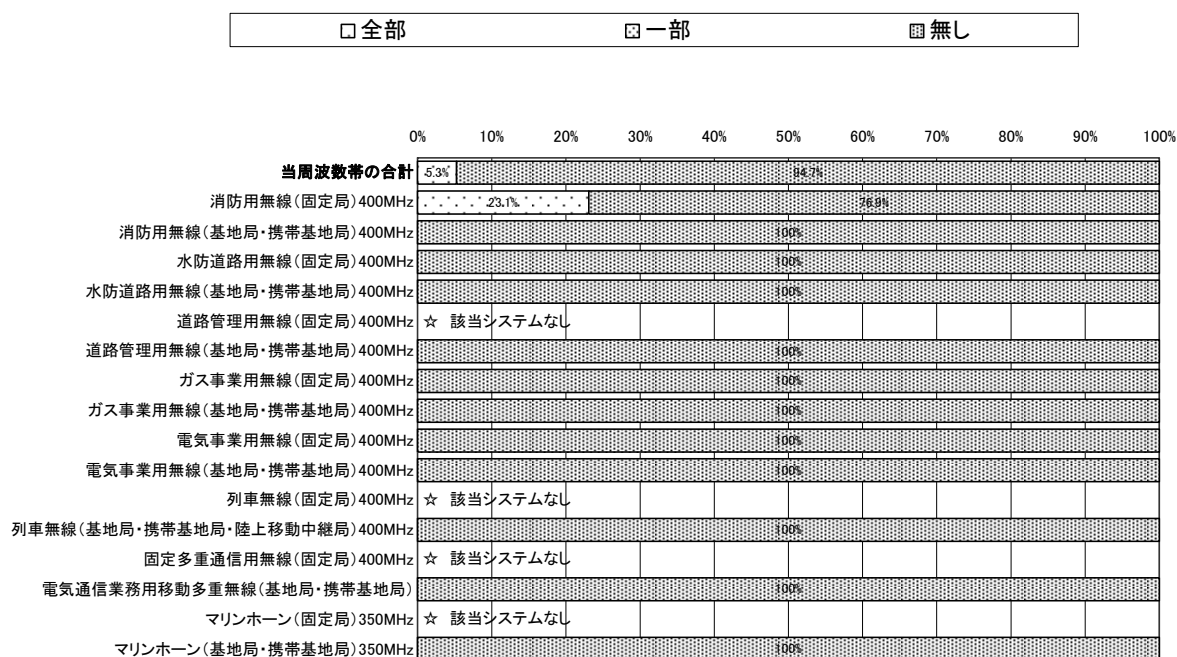 全部 一部 無し
0% 10% 20% 30% 40% 50% 60% 70% 80% 90% 100%
当周波数帯の合計 5.3% 94.7%
消防用無線(固定局)400MHz 23.1% 76.9%
消防用無線(基地局・携帯基地局)400MHz 100%
水防道路用無線(固定局)400MHz 100%
水防道路用無線(基地局・携帯基地局)400MHz 100%
道路管理用無線(固定局)400MHz ☆ 該当システムなし
道路管理用無線(基地局・携帯基地局)400MHz 100%
ガス事業用無線(固定局)400MHz 100%
ガス事業用無線(基地局・携帯基地局)400MHz 100%
電気事業用無線(固定局)400MHz 100%
電気事業用無線(基地局・携帯基地局)400MHz 100%
列車無線(固定局)400MHz ☆ 該当システムなし
列車無線(基地局・携帯基地局・陸上移動中継局)400MHz 100%
固定多重通信用無線(固定局)400MHz ☆ 該当システムなし
電気通信業務用移動多重無線(基地局・携帯基地局) 100%
マリンホーン(固定局)350MHz ☆ 該当システムなし
マリンホーン(基地局・携帯基地局)350MHz 100%